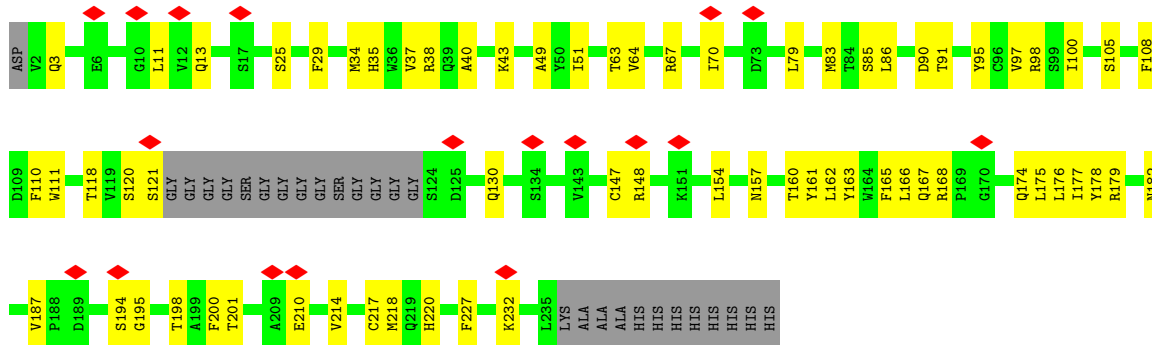 ASP V2 Q3 E6 G10 L11 V12 Q13 S17 S25 F29 M34 H35 W36 V37 R38 Q39 A40 K43 A49 Y50 I51 T63 V64 R67 I70 D73 L79 M83 T84 S85 L86 D90 T91 Y95 C96 V97 R98 S99 I100 S105 F108
D109 F110 W111 T118 V119 S120 S121 GLY GLY GLY GLY SER GLY GLY GLY GLY SER GLY GLY GLY GLY S124 D125 Q130 S134 V143 C147 R148 K151 L154 N157 T160 Y161 L162 Y163 W164 F165 L166 Q167 R168 P169 G170 Q174 L175 L176 I177 Y178 R179 N182
V187 P188 D189 S194 G195 T198 A199 F200 T201 A209 E210 V214 C217 M218 Q219 H220 F227 K232 L235 LYS ALA ALA ALA HIS HIS HIS HIS HIS HIS HIS HIS